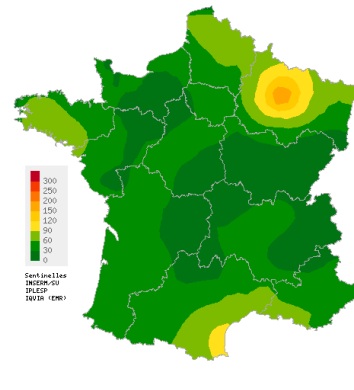 300
250
200
150
120
90
60
30
0
Sentinelles
INSERM/SU
IPLESP
IQVIA (EMR)